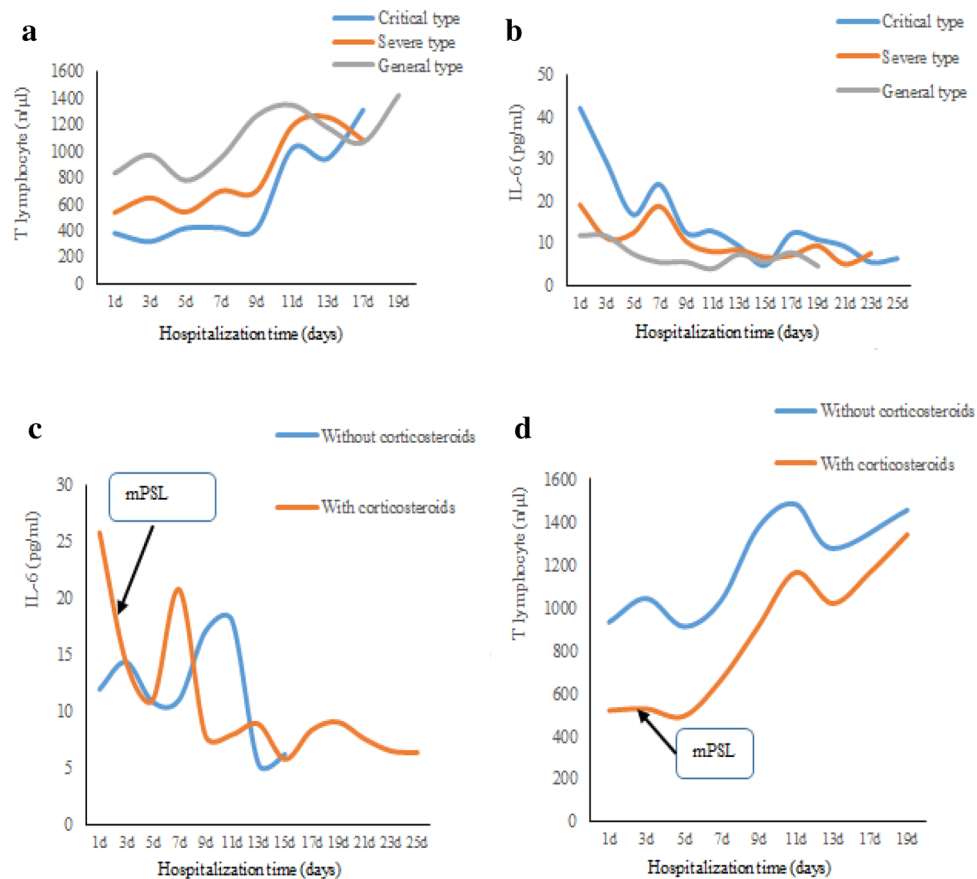 a
Critical type
Severe type
General type
T lymphocyte (n/μl)
1600
1400
1200
1000
800
600
400
200
0
1d 3d 5d 7d 9d 11d 13d 17d 19d
Hospitalization time (days)
b
Critical type
Severe type
General type
IL-6 (pg/ml)
50
40
30
20
10
0
1d 3d 5d 7d 9d 11d 13d 15d 17d 19d 21d 23d 25d
Hospitalization time (days)
c
Without corticosteroids
With corticosteroids
mPSL
IL-6 (pg/ml)
30
25
20
15
10
5
0
1d 3d 5d 7d 9d 11d 13d 15d 17d 19d 21d 23d 25d
Hospitalization time (days)
d
Without corticosteroids
With corticosteroids
T lymphocyte (n/μl)
1600
1400
1200
1000
800
600
400
200
0
mPSL
1d 3d 5d 7d 9d 11d 13d 17d 19d
Hospitalization time (days)